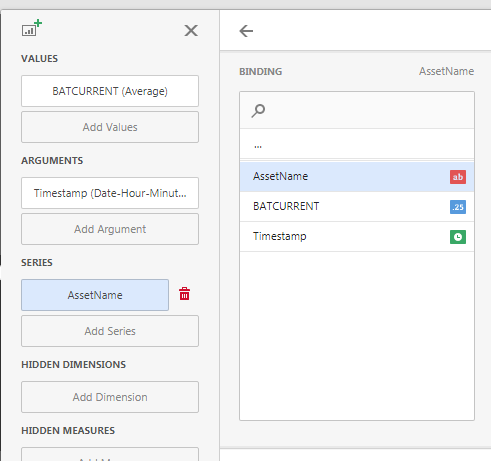 VALUES
BATCURRENT (Average)
Add Values
ARGUMENTS
Timestamp (Date-Hour-Minut...
Add Argument
SERIES
AssetName
Add Series
HIDDEN DIMENSIONS
Add Dimension
HIDDEN MEASURES
BINDING AssetName
...
AssetName ab
BATCURRENT .25
Timestamp